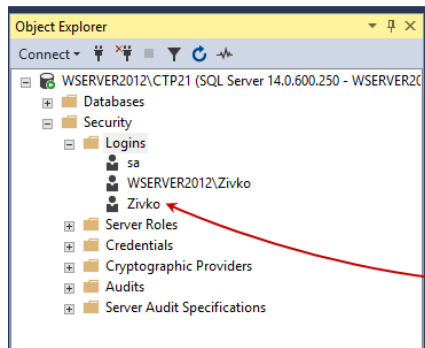 Object Explorer
Connect
WSERVER2012\CTP21 (SQL Server 14.0.600.250 - WSERVER20
Databases
Security
Logins
sa
WSERVER2012\Zivko
Zivko
Server Roles
Credentials
Cryptographic Providers
Audits
Server Audit Specifications